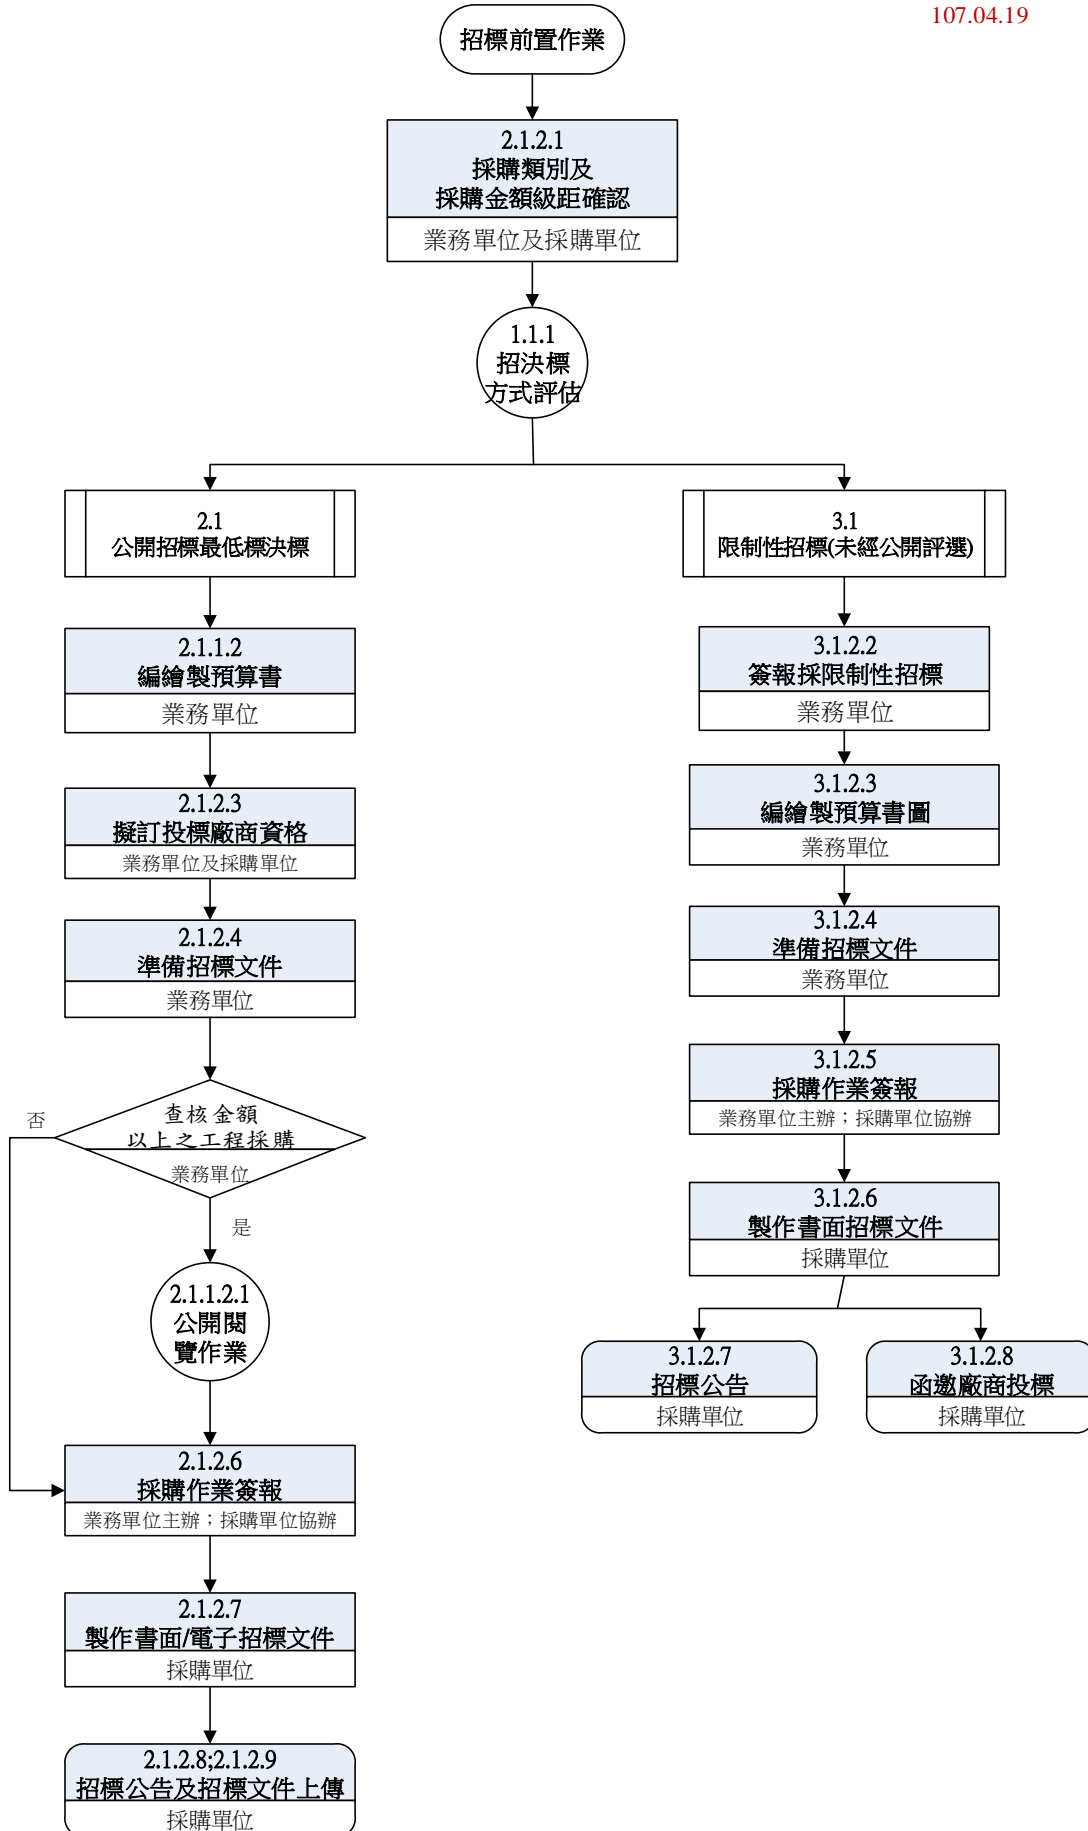 107.04.19
招標前置作業
2.1.2.1
採購類別及
採購金額級距確認
業務單位及採購單位
1.1.1
招決標
方式評估
2.1
公開招標最低標決標
2.1.1.2
編繪製預算書
業務單位
2.1.2.3
擬訂投標廠商資格
業務單位及採購單位
2.1.2.4
準備招標文件
業務單位
查核金額
以上之工程採購
業務單位
否
是
2.1.1.2.1
公開閱
覽作業
2.1.2.6
採購作業簽報
業務單位主辦；採購單位協辦
2.1.2.7
製作書面/電子招標文件
採購單位
2.1.2.8;2.1.2.9
招標公告及招標文件上傳
採購單位
3.1
限制性招標(未經公開評選)
3.1.2.2
簽報採限制性招標
業務單位
3.1.2.3
編繪製預算書圖
業務單位
3.1.2.4
準備招標文件
業務單位
3.1.2.5
採購作業簽報
業務單位主辦；採購單位協辦
3.1.2.6
製作書面招標文件
採購單位
3.1.2.7
招標公告
採購單位
3.1.2.8
函邀廠商投標
採購單位